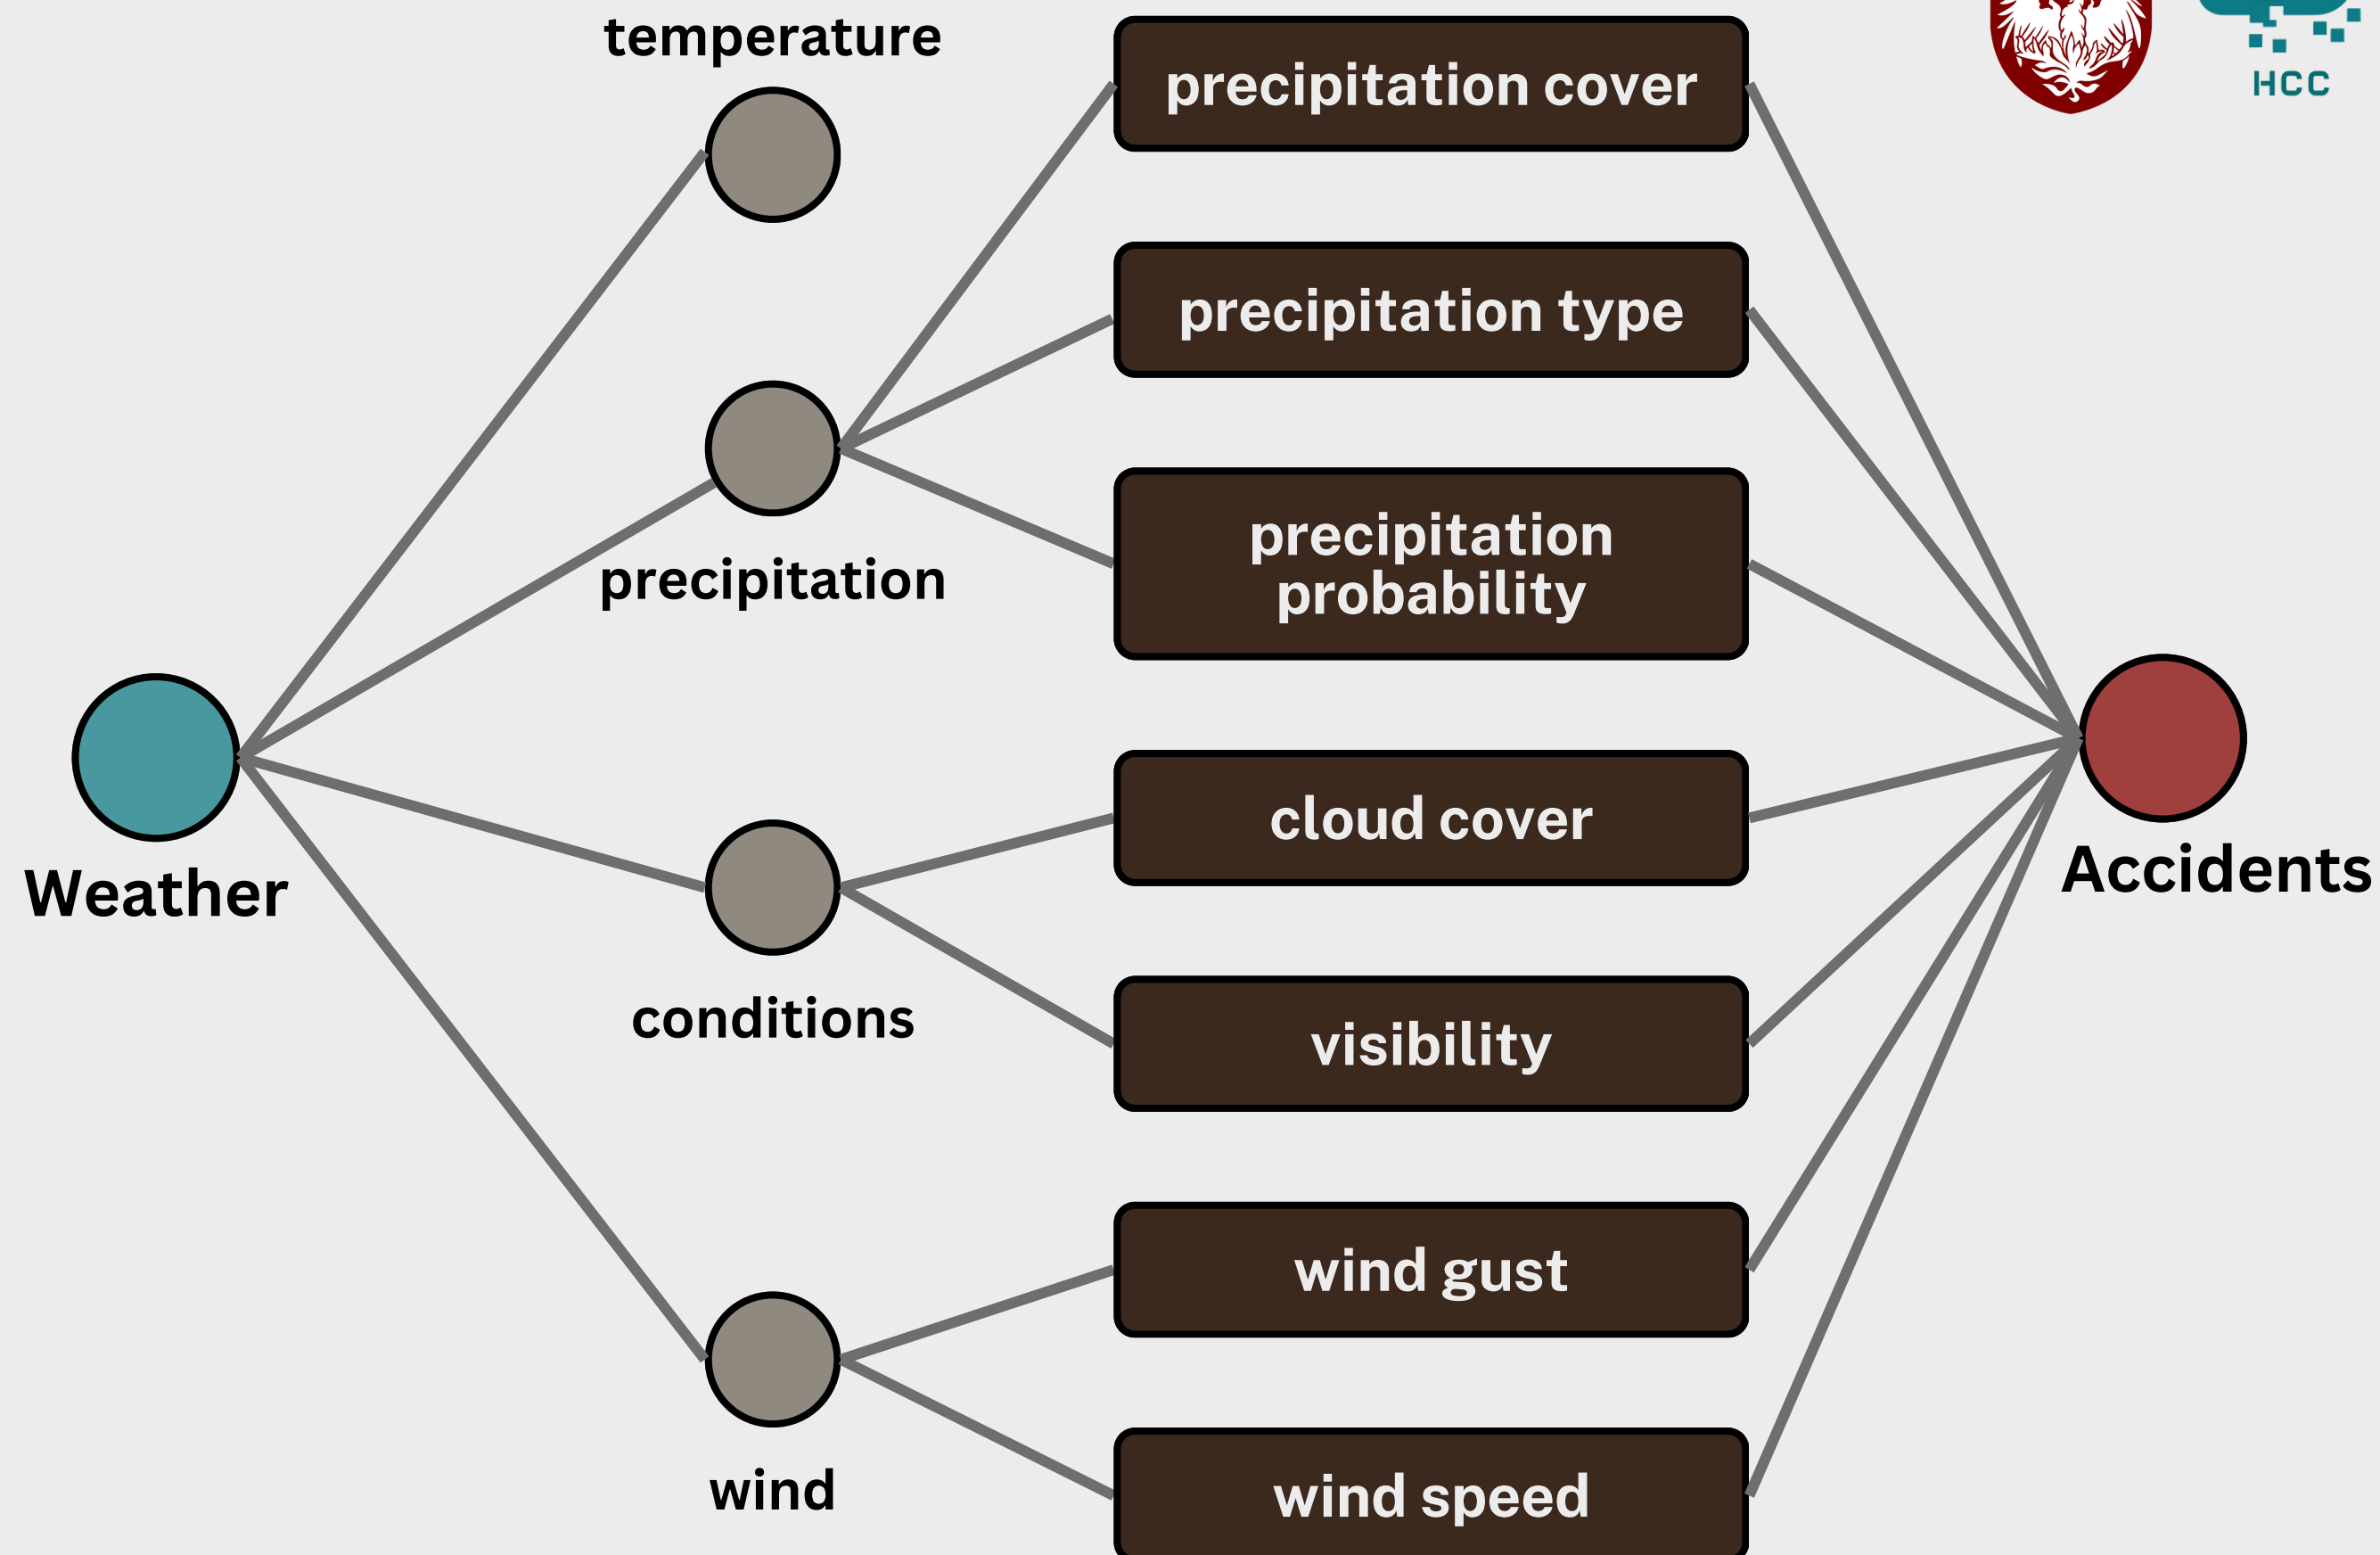 temperature
precipitation cover
HCC
precipitation type
precipitation
probability
precipitation
cloud cover
Weather
Accidents
conditions
visibility
wind gust
wind
wind speed